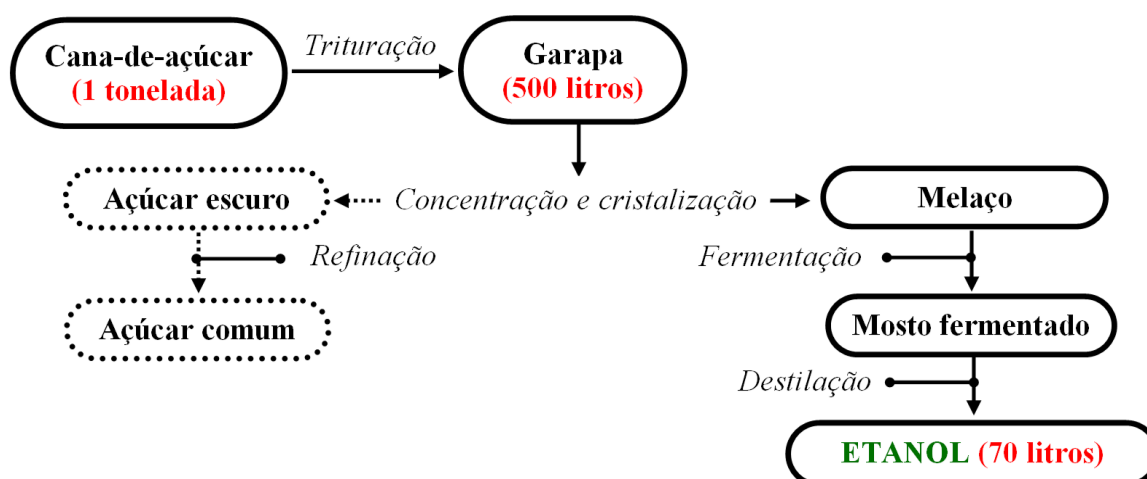 Cana-de-açúcar
(1 tonelada)
Trituração
Garapa
(500 litros)
Açúcar escuro
Concentração e cristalização
Melaço
Refinação
Fermentação
Açúcar comum
Mosto fermentado
Destilação
ETANOL (70 litros)